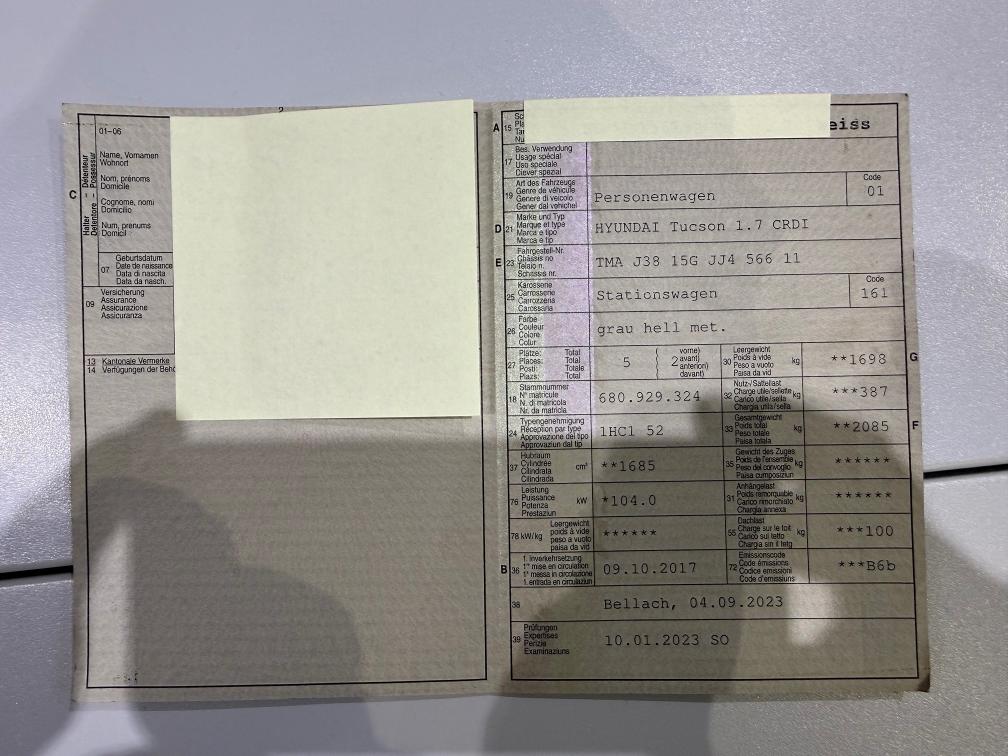 C
Halter – Détenteur
Detentore – Possessur
01–06
Name, Vornamen
Wohnort
Nom, prénoms
Domicile
Cognome, nomi
Domicilio
Num, prenums
Domicil
07
Geburtsdatum
Date de naissance
Data di nascita
Data da nasch.
09
Versicherung
Assurance
Assicurazione
Assicuranza
13 Kantonale Vermerke
14 Verfügungen der Behö
A 15
eiss
17
Bes. Verwendung
Usage spécial
Uso speciale
Diever spezial
19
Art des Fahrzeugs
Genre de véhicule
Genere di veicolo
Gener dal vehichel
Personenwagen
Code
01
D 21
Marke und Typ
Marque et type
Marca e tipo
Marca e tip
HYUNDAI Tucson 1.7 CRDI
E 23
Fahrgestell-Nr.
Châssis no
Telaio n.
Schassis nr.
TMA J38 15G JJ4 566 11
25
Karosserie
Carrosserie
Carrozzeria
Carossaria
Stationswagen
Code
161
26
Farbe
Couleur
Colore
Colur
grau hell met.
27
Plätze: Total
Places: Total
Posti: Totale
Plazs: Total
5
2
vorne)
avant)
anteriori)
davant)
30
Leergewicht
Poids à vide
Peso a vuoto
Paisa da vid
kg
**1698
G
18
Stammnummer
N° matricule
N. di matricola
Nr. da matricla
680.929.324
32
Nutz-/Sattellast
Charge utile/sellette
Carico utile/sella
Chargia utila/sella
kg
***387
24
Typengenehmigung
Réception par type
Approvazione del tipo
Approvaziun dal tip
1HC1 52
33
Gesamtgewicht
Poids total
Peso totale
Paisa totala
kg
**2085
F
37
Hubraum
Cylindrée
Cilindrata
Cilindrada
cm³
**1685
35
Gewicht des Zuges
Poids de l'ensemble
Peso del convoglio
Paisa cumposiziun
kg
******
76
Leistung
Puissance
Potenza
Prestaziun
kW
*104.0
31
Anhängelast
Poids remorquable
Carico rimorchiato
Chargia annexa
kg
******
78 kW/kg
Leergewicht
poids à vide
peso a vuoto
paisa da vid
******
55
Dachlast
Charge sur le toit
Carico sul tetto
Chargia sin il tetg
kg
***100
B 36
1. Inverkehrsetzung
1re mise en circulation
1a messa in circolazione
1. entrada en circulaziun
09.10.2017
72
Emissionscode
Code émissions
Codice emissioni
Code d'emissiuns
***B6b
38
Bellach, 04.09.2023
39
Prüfungen
Expertises
Perizie
Examinaziuns
10.01.2023 SO